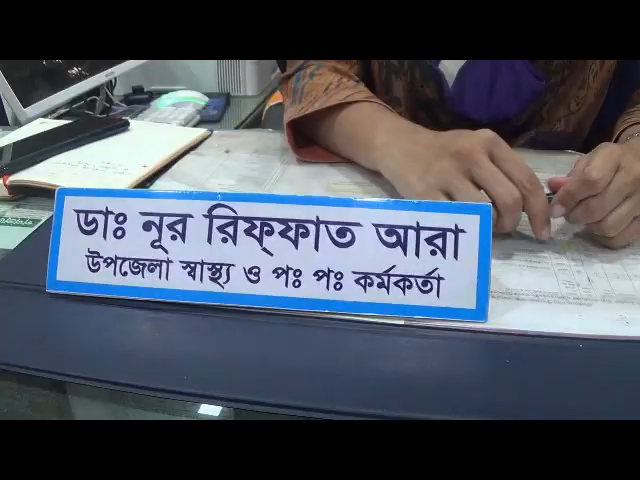 ডাঃ নূর রিফ্ফাত আরা
উপজেলা স্বাস্থ্য ও পঃ পঃ কর্মকর্তা